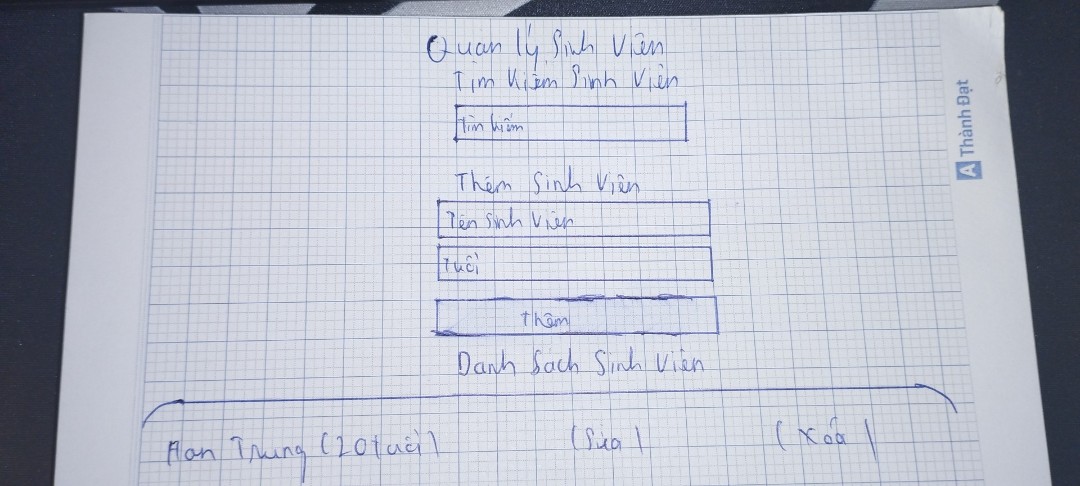 Quan lý Sinh Viên
Tìm kiếm Sinh Viên
Tìm kiếm
Thêm Sinh Viên
Tên Sinh Viên
Tuổi
Thêm
Danh Sách Sinh Viên
Trung (20 tuổi) (Sửa) (Xoá)
A Thành Đạt